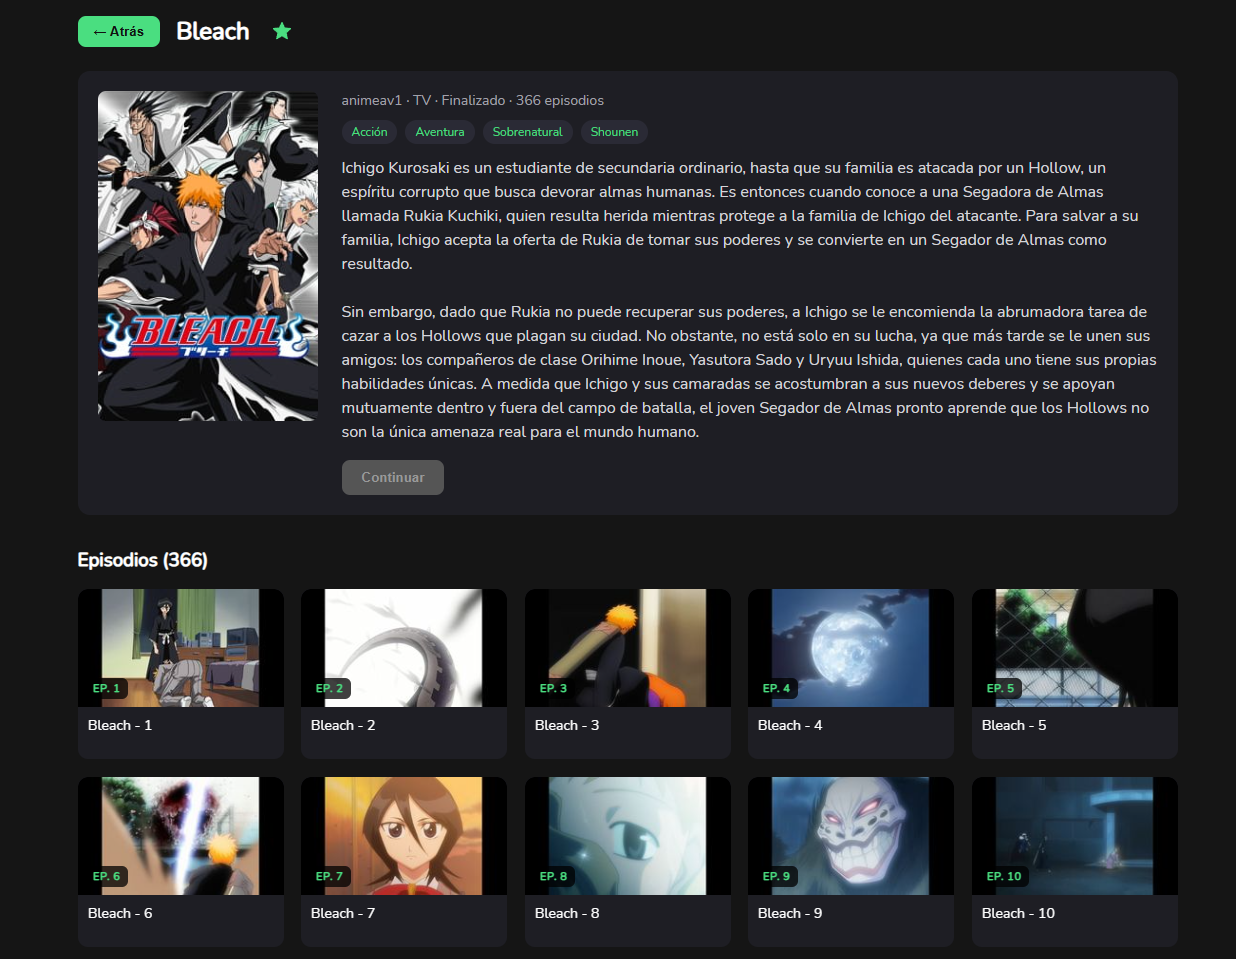 ← Atrás
Bleach
animeav1 · TV · Finalizado · 366 episodios
Acción Aventura Sobrenatural Shounen
Ichigo Kurosaki es un estudiante de secundaria ordinario, hasta que su familia es atacada por un Hollow, un
espíritu corrupto que busca devorar almas humanas. Es entonces cuando conoce a una Segadora de Almas
llamada Rukia Kuchiki, quien resulta herida mientras protege a la familia de Ichigo del atacante. Para salvar a su
familia, Ichigo acepta la oferta de Rukia de tomar sus poderes y se convierte en un Segador de Almas como
resultado.
Sin embargo, dado que Rukia no puede recuperar sus poderes, a Ichigo se le encomienda la abrumadora tarea de
cazar a los Hollows que plagan su ciudad. No obstante, no está solo en su lucha, ya que más tarde se le unen sus
amigos: los compañeros de clase Orihime Inoue, Yasutora Sado y Uryuu Ishida, quienes cada uno tiene sus propias
habilidades únicas. A medida que Ichigo y sus camaradas se acostumbran a sus nuevos deberes y se apoyan
mutuamente dentro y fuera del campo de batalla, el joven Segador de Almas pronto aprende que los Hollows no
son la única amenaza real para el mundo humano.
BLEACH
ブリーチ
Continuar
Episodios (366)
EP. 1 EP. 2 EP. 3 EP. 4 EP. 5
Bleach - 1 Bleach - 2 Bleach - 3 Bleach - 4 Bleach - 5
EP. 6 EP. 7 EP. 8 EP. 9 EP. 10
Bleach - 6 Bleach - 7 Bleach - 8 Bleach - 9 Bleach - 10